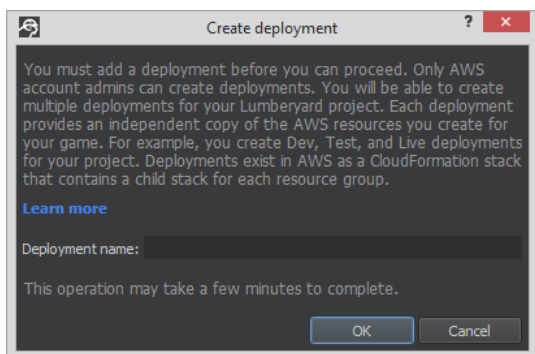 Create deployment
? ×
You must add a deployment before you can proceed. Only AWS
account admins can create deployments. You will be able to create
multiple deployments for your Lumberyard project. Each deployment
provides an independent copy of the AWS resources you create for
your game. For example, you create Dev, Test, and Live deployments
for your project. Deployments exist in AWS as a CloudFormation stack
that contains a child stack for each resource group.
Learn more
Deployment name:
This operation may take a few minutes to complete.
OK
Cancel